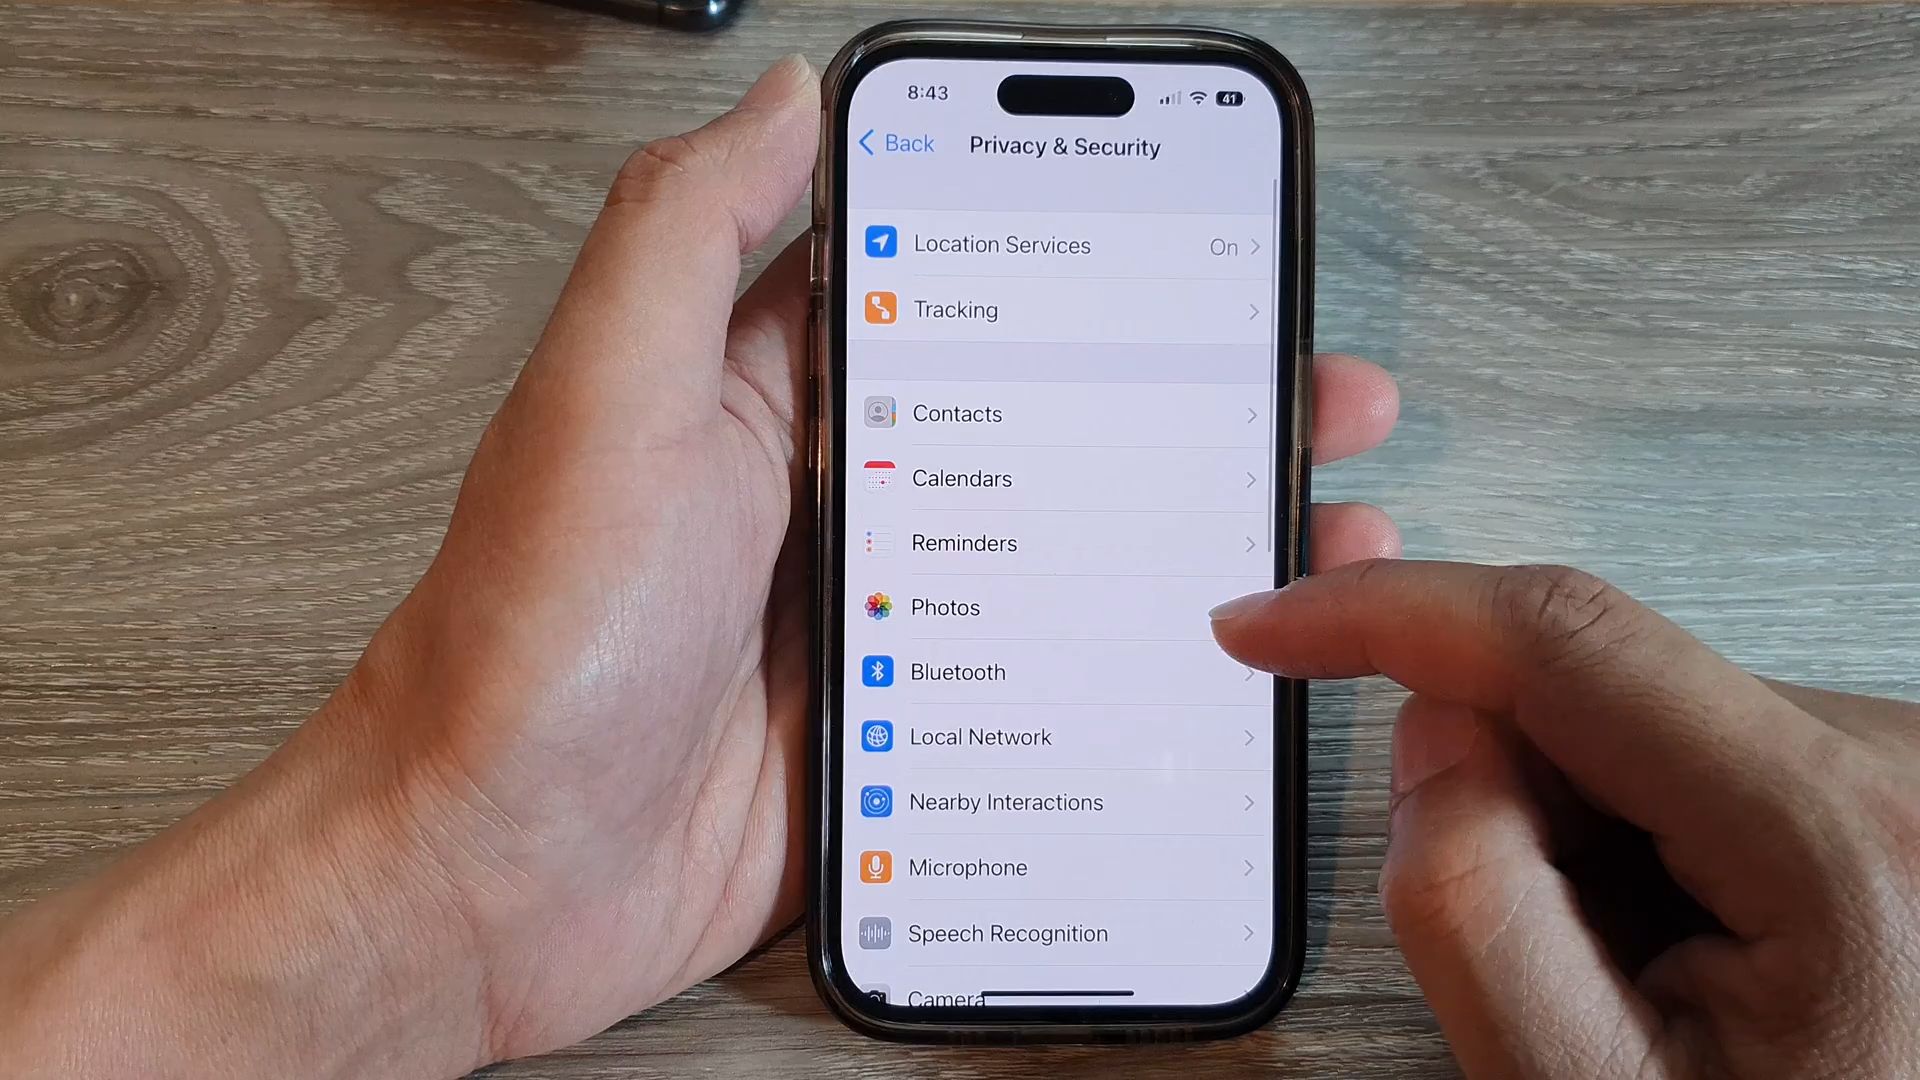 8:43
41
Back
Privacy & Security
Location Services On
Tracking
Contacts
Calendars
Reminders
Photos
Bluetooth
Local Network
Nearby Interactions
Microphone
Speech Recognition
Camera